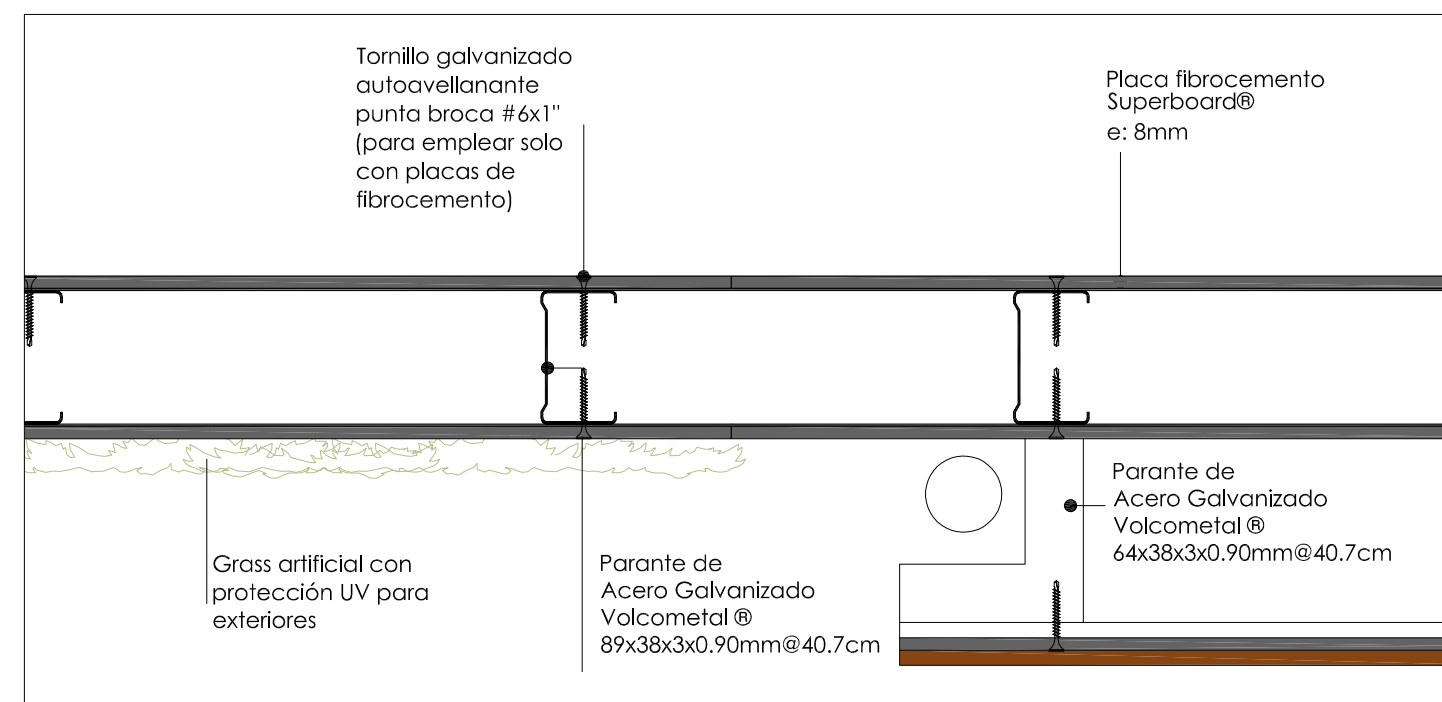 Tornillo galvanizado
autoavellanante
punta broca #6x1"
(para emplear solo
con placas de
fibrocemento)
Placa fibrocemento
Superboard®
e: 8mm
Grass artificial con
protección UV para
exteriores
Parante de
Acero Galvanizado
Volcometal ®
89x38x3x0.90mm@40.7cm
Parante de
Acero Galvanizado
Volcometal ®
64x38x3x0.90mm@40.7cm